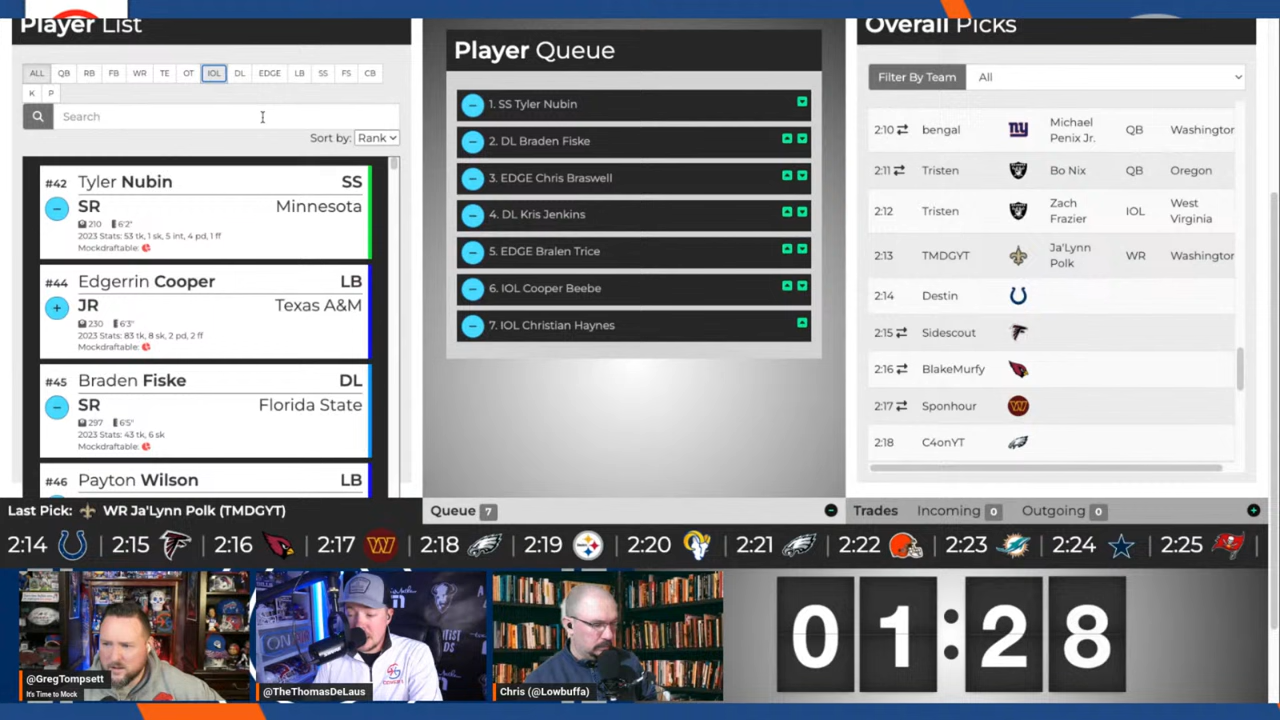 Player List
ALL QB RB FB WR TE OT IOL DL EDGE LB SS FS CB
K P
Search
Sort by: Rank
#42 Tyler Nubin SS
SR Minnesota
210 6'2"
2023 Stats: 53 tk, 1 sk, 5 int, 4 pd, 1 ff
Mockdraftable:
#44 Edgerrin Cooper LB
JR Texas A&M
230 6'3"
2023 Stats: 83 tk, 8 sk, 2 pd, 2 ff
Mockdraftable:
#45 Braden Fiske DL
SR Florida State
297 6'5"
2023 Stats: 43 tk, 6 sk
Mockdraftable:
#46 Payton Wilson LB
Player Queue
1. SS Tyler Nubin
2. DL Braden Fiske
3. EDGE Chris Braswell
4. DL Kris Jenkins
5. EDGE Bralen Trice
6. IOL Cooper Beebe
7. IOL Christian Haynes
Overall Picks
Filter By Team All
2:10 bengal ny Michael Penix Jr. QB Washington
2:11 Tristen Bo Nix QB Oregon
2:12 Tristen Zach Frazier IOL West Virginia
2:13 TMDGYT Ja'Lynn Polk WR Washington
2:14 Destin
2:15 Sidescout
2:16 BlakeMurfy
2:17 Sponhour
2:18 C4onYT
Last Pick: WR Ja'Lynn Polk (TMDGYT)
Queue 7
Trades Incoming 0 Outgoing 0
2:14 | 2:15 | 2:16 | 2:17 | 2:18 | 2:19 | 2:20 | 2:21 | 2:22 | 2:23 | 2:24 | 2:25
@GregTompsett
It's Time to Mock
@TheThomasDeLaus
Chris (@Lowbuffa)
01:28